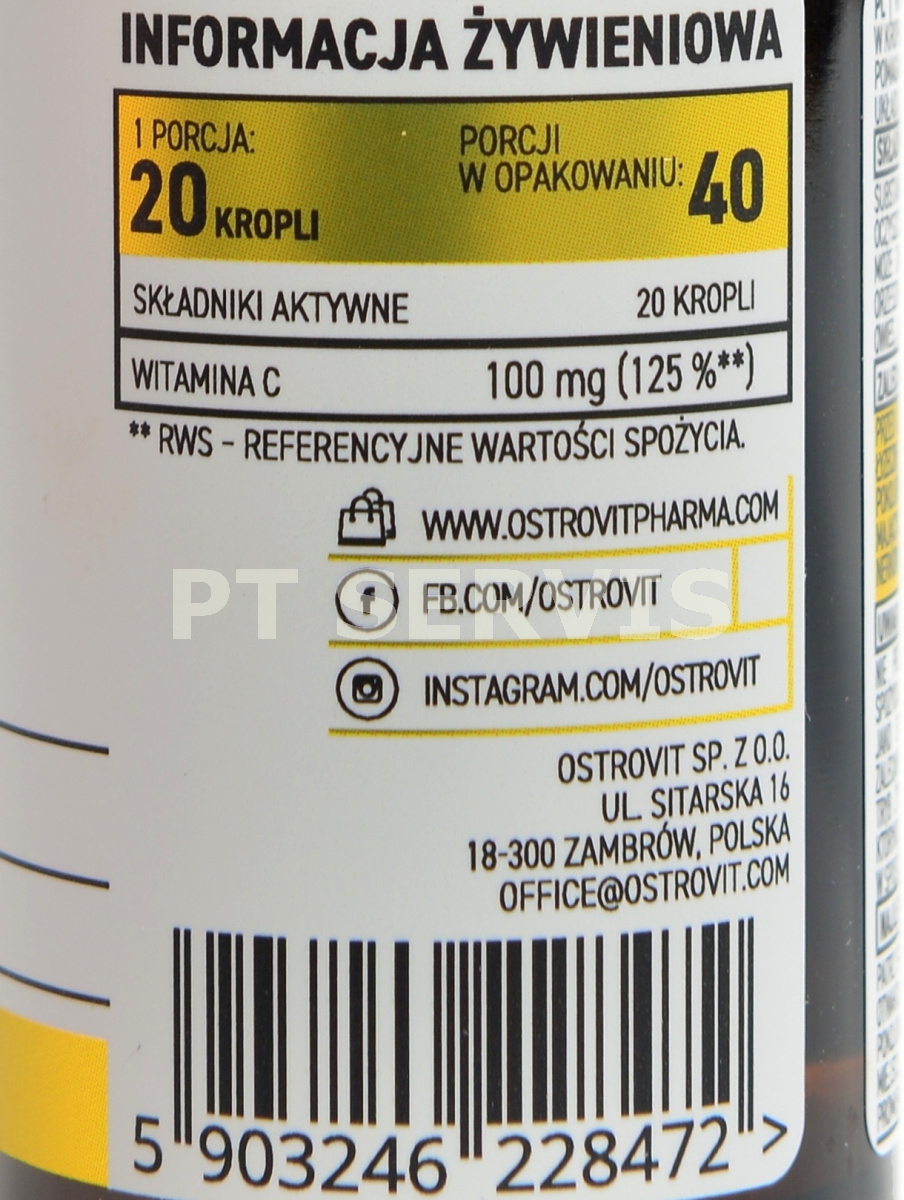 INFORMACJA ŻYWIENIOWA
1 PORCJA:
20 KROPLI
PORCJI
W OPAKOWANIU: 40
SKŁADNIKI AKTYWNE 20 KROPLI
WITAMINA C 100 mg (125 %**)
** RWS - REFERENCYJNE WARTOŚCI SPOŻYCIA.
WWW.OSTROVITPHARMA.COM
FB.COM/OSTROVIT
PT SERVIS
INSTAGRAM.COM/OSTROVIT
OSTROVIT SP. Z O.O.
UL. SITARSKA 16
18-300 ZAMBRÓW, POLSKA
OFFICE@OSTROVIT.COM
5 903246 228472 >